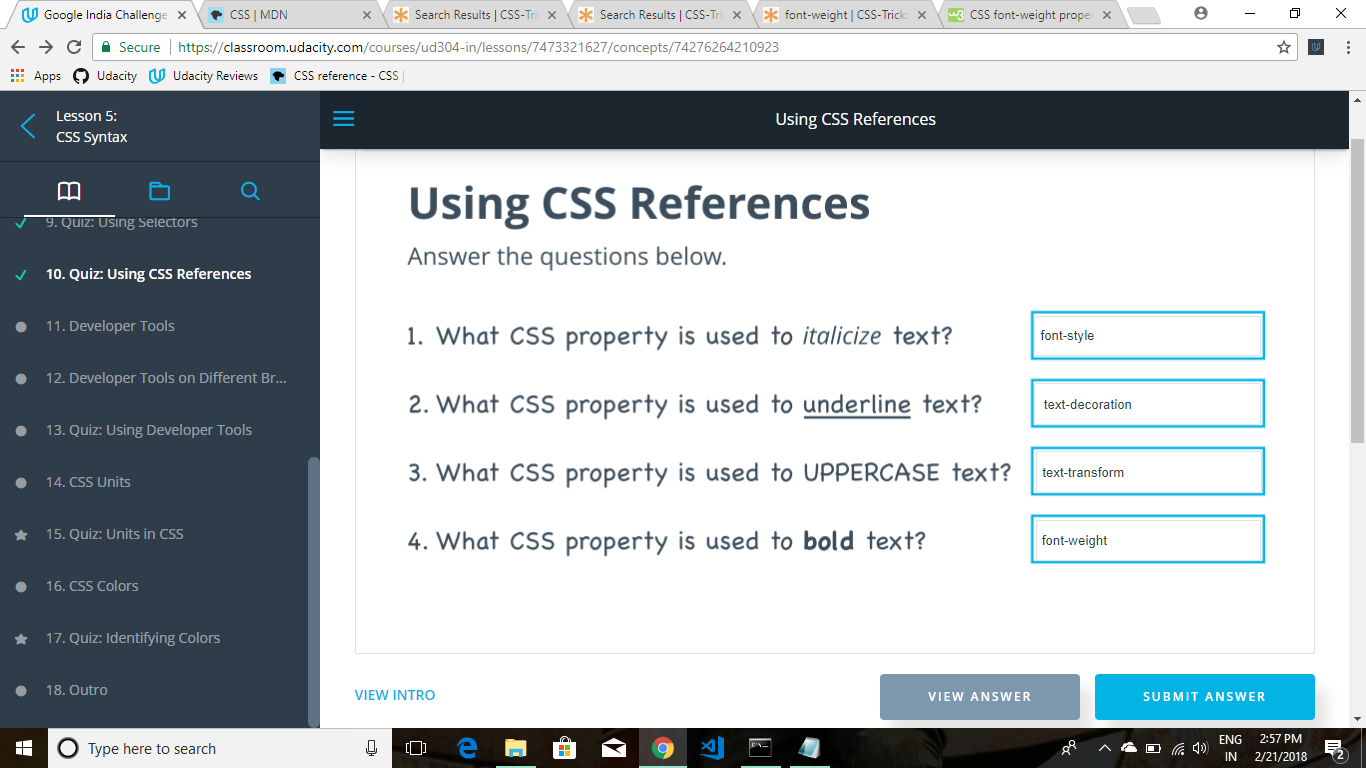 Google India Challenge
CSS | MDN
Search Results | CSS-Tri
Search Results | CSS-Tri
font-weight | CSS-Tricks
CSS font-weight prope
Secure
https://classroom.udacity.com/courses/ud304-in/lessons/7473321627/concepts/74276264210923
Apps
Udacity
Udacity Reviews
CSS reference - CSS |
Lesson 5:
CSS Syntax
Using CSS References
9. Quiz: Using Selectors
10. Quiz: Using CSS References
11. Developer Tools
12. Developer Tools on Different Br...
13. Quiz: Using Developer Tools
14. CSS Units
15. Quiz: Units in CSS
16. CSS Colors
17. Quiz: Identifying Colors
18. Outro
Using CSS References
Answer the questions below.
1. What CSS property is used to italicize text?
font-style
2. What CSS property is used to underline text?
text-decoration
3. What CSS property is used to UPPERCASE text?
text-transform
4. What CSS property is used to bold text?
font-weight
VIEW INTRO
VIEW ANSWER
SUBMIT ANSWER
Type here to search
ENG
IN
2:57 PM
2/21/2018
2